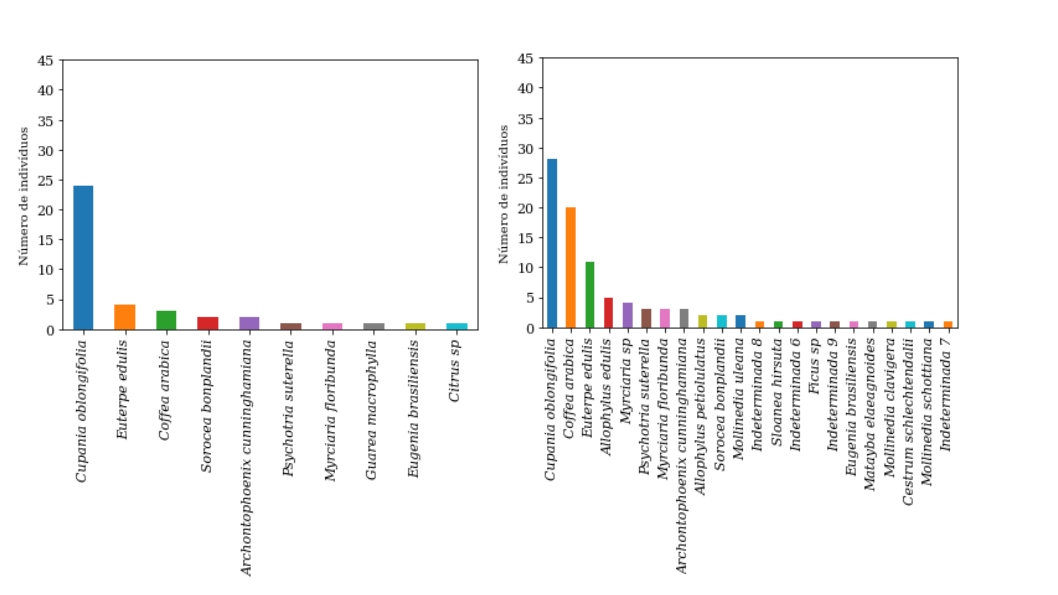 45
40
35
30
25
20
15
10
5
0
Número de indivíduos
Cupania oblongifolia
Euterpe edulis
Coffea arabica
Sorocea bonplandii
Archontophoenix cunninghamiana
Psychotria suterella
Myrciaria floribunda
Guarea macrophylla
Eugenia brasiliensis
Citrus sp
45
40
35
30
25
20
15
10
5
0
Número de indivíduos
Cupania oblongifolia
Coffea arabica
Euterpe edulis
Allophylus edulis
Myrciaria sp
Psychotria suterella
Myrciaria floribunda
Archontophoenix cunninghamiana
Allophylus petiolulatus
Sorocea bonplandii
Mollinedia uleana
Indeterminada 8
Sloanea hirsuta
Indeterminada 6
Ficus sp
Indeterminada 9
Eugenia brasiliensis
Matayba elaeagnoides
Mollinedia clavigera
Cestrum schlechtendalii
Mollinedia schottiana
Indeterminada 7